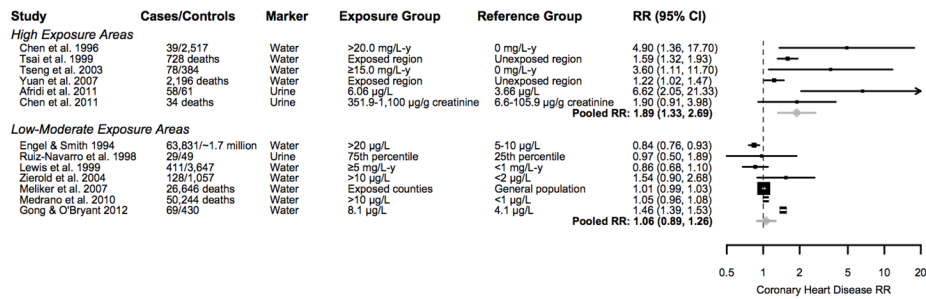 Study Cases/Controls Marker Exposure Group Reference Group RR (95% CI)
High Exposure Areas
Chen et al. 1996 39/2,517 Water >20.0 mg/L-y 0 mg/L-y 4.90 (1.36, 17.70)
Tsai et al. 1999 728 deaths Water Exposed region Unexposed region 1.59 (1.32, 1.93)
Tseng et al. 2003 78/384 Water ≥15.0 mg/L-y 0 mg/L-y 3.60 (1.11, 11.70)
Yuan et al. 2007 2,196 deaths Water Exposed region Unexposed region 1.22 (1.02, 1.47)
Afridi et al. 2011 58/61 Urine 6.06 µg/L 3.66 µg/L 6.62 (2.05, 21.33)
Chen et al. 2011 34 deaths Urine 351.9-1,100 µg/g creatinine 6.6-105.9 µg/g creatinine 1.90 (0.91, 3.98)
Pooled RR: 1.89 (1.33, 2.69)
Low-Moderate Exposure Areas
Engel & Smith 1994 63,831/~1.7 million Water >20 µg/L 5-10 µg/L 0.84 (0.76, 0.93)
Ruiz-Navarro et al. 1998 29/49 Urine 75th percentile 25th percentile 0.97 (0.50, 1.89)
Lewis et al. 1999 411/3,647 Water ≥5 mg/L-y <1 mg/L-y 0.86 (0.68, 1.10)
Zierold et al. 2004 128/1,057 Water >10 µg/L <2 µg/L 1.54 (0.90, 2.68)
Meliker et al. 2007 26,646 deaths Water Exposed counties General population 1.01 (0.99, 1.03)
Medrano et al. 2010 50,244 deaths Water >10 µg/L <1 µg/L 1.05 (0.96, 1.08)
Gong & O'Bryant 2012 69/430 Water 8.1 µg/L 4.1 µg/L 1.46 (1.39, 1.53)
Pooled RR: 1.06 (0.89, 1.26)
0.5 1 2 5 10 20
Coronary Heart Disease RR